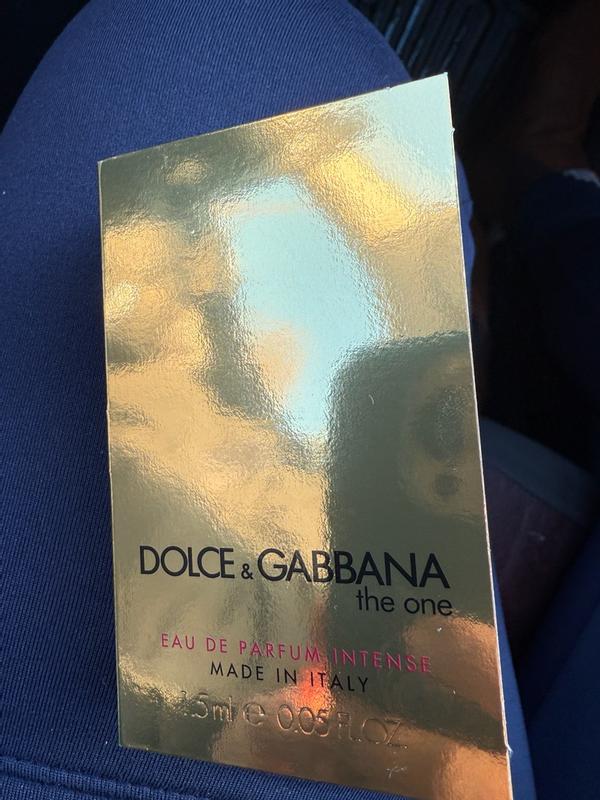 DOLCE & GABBANA
the one
EAU DE PARFUM INTENSE
MADE IN ITALY
1.5ml e 0.05 FL.OZ.